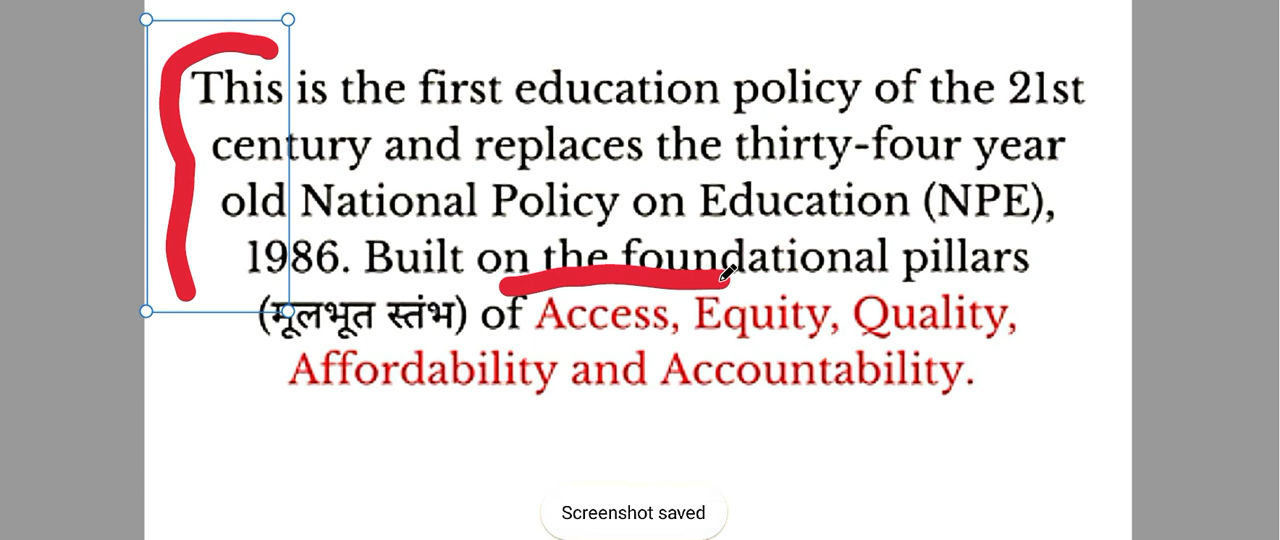 This is the first education policy of the 21st
century and replaces the thirty-four year
old National Policy on Education (NPE),
1986. Built on the foundational pillars
(मूलभूत स्तंभ) of Access, Equity, Quality,
Affordability and Accountability.
Screenshot saved